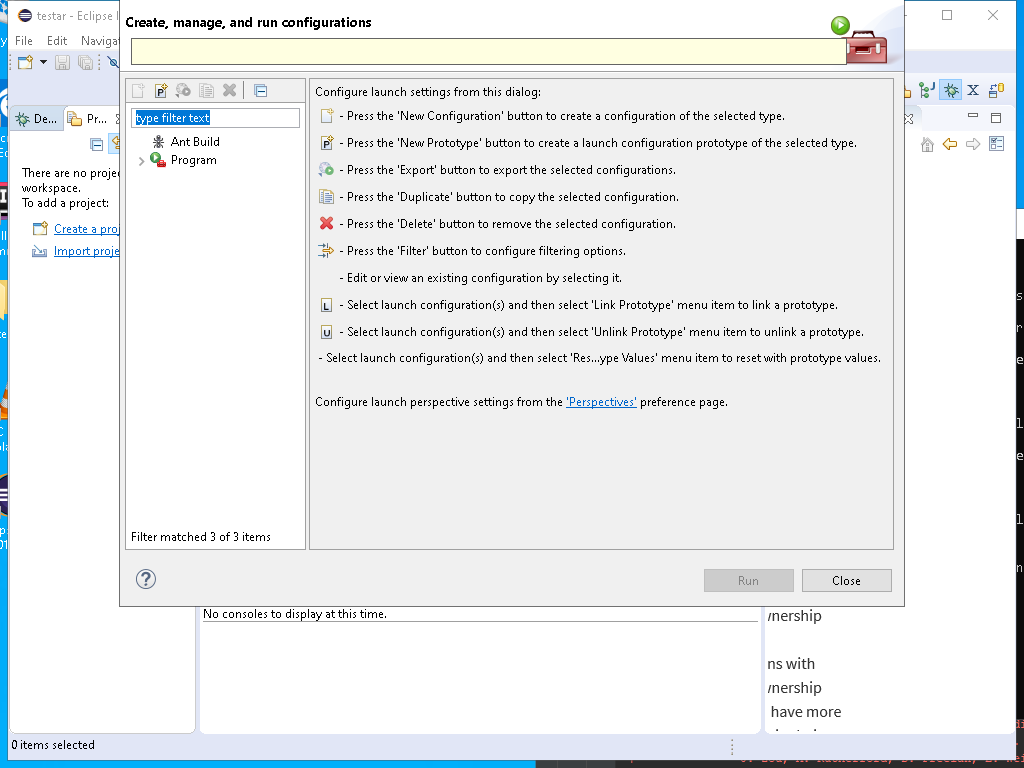 testar - Eclipse I
File Edit Navigat
De...
Pr...
There are no proje
workspace.
To add a project:
Create a proj
Import proje
Create, manage, and run configurations
type filter text
Ant Build
Program
Filter matched 3 of 3 items
Configure launch settings from this dialog:
- Press the 'New Configuration' button to create a configuration of the selected type.
- Press the 'New Prototype' button to create a launch configuration prototype of the selected type.
- Press the 'Export' button to export the selected configurations.
- Press the 'Duplicate' button to copy the selected configuration.
- Press the 'Delete' button to remove the selected configuration.
- Press the 'Filter' button to configure filtering options.
- Edit or view an existing configuration by selecting it.
- Select launch configuration(s) and then select 'Link Prototype' menu item to link a prototype.
- Select launch configuration(s) and then select 'Unlink Prototype' menu item to unlink a prototype.
- Select launch configuration(s) and then select 'Res...ype Values' menu item to reset with prototype values.
Configure launch perspective settings from the 'Perspectives' preference page.
Run
Close
No consoles to display at this time.
nership
ns with
nership
have more
0 items selected